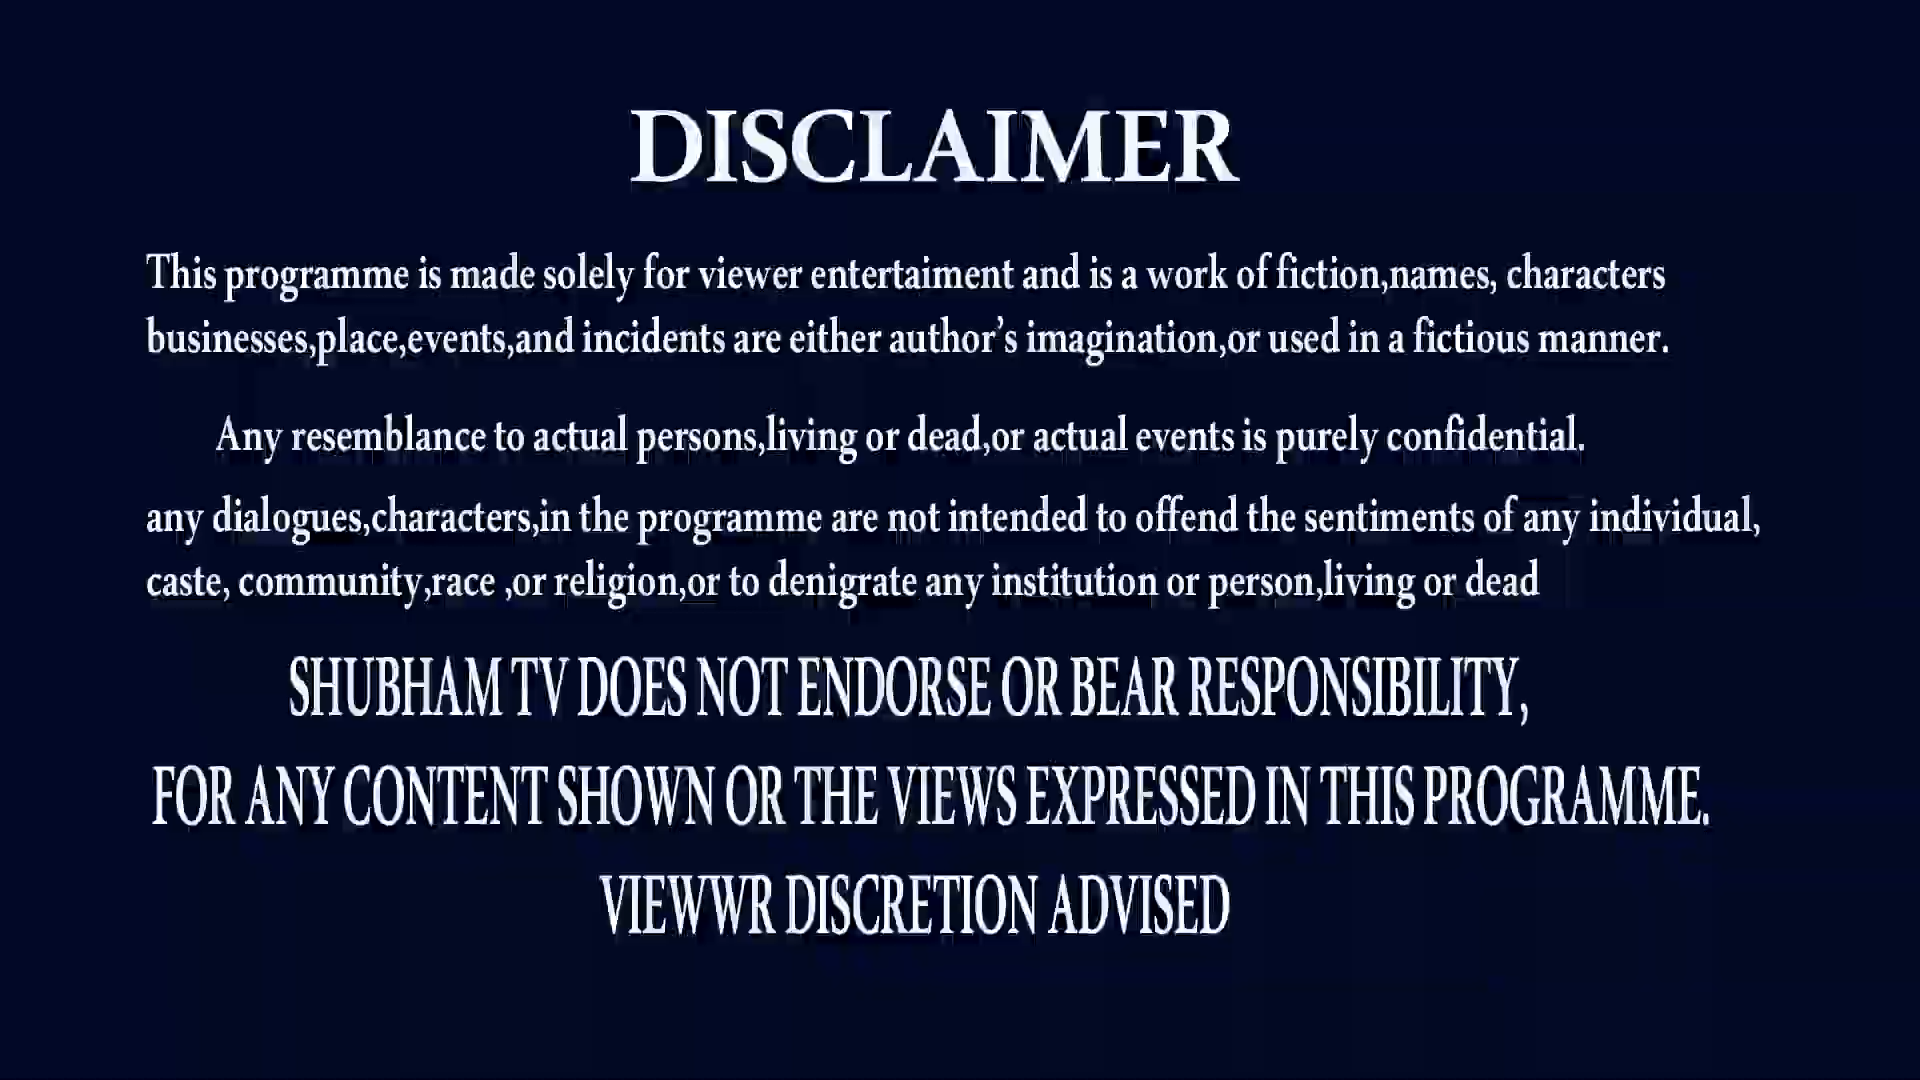 DISCLAIMER
This programme is made solely for viewer entertaiment and is a work of fiction,names, characters
businesses,place,events,and incidents are either author’s imagination,or used in a fictious manner.
Any resemblance to actual persons,living or dead,or actual events is purely confidential.
any dialogues,characters,in the programme are not intended to offend the sentiments of any individual,
caste, community,race ,or religion,or to denigrate any institution or person,living or dead
SHUBHAM TV DOES NOT ENDORSE OR BEAR RESPONSIBILITY,
FOR ANY CONTENT SHOWN OR THE VIEWS EXPRESSED IN THIS PROGRAMME.
VIEWWR DISCRETION ADVISED